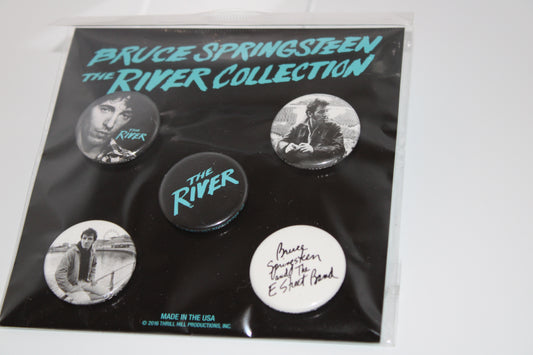 BRUCE SPRINGSTEEN
THE RIVER COLLECTION
THE
RIVER
THE
RIVER
Bruce
Springsteen
and The
E Street Band
MADE IN THE USA
© 2016 THRILL HILL PRODUCTIONS, INC.